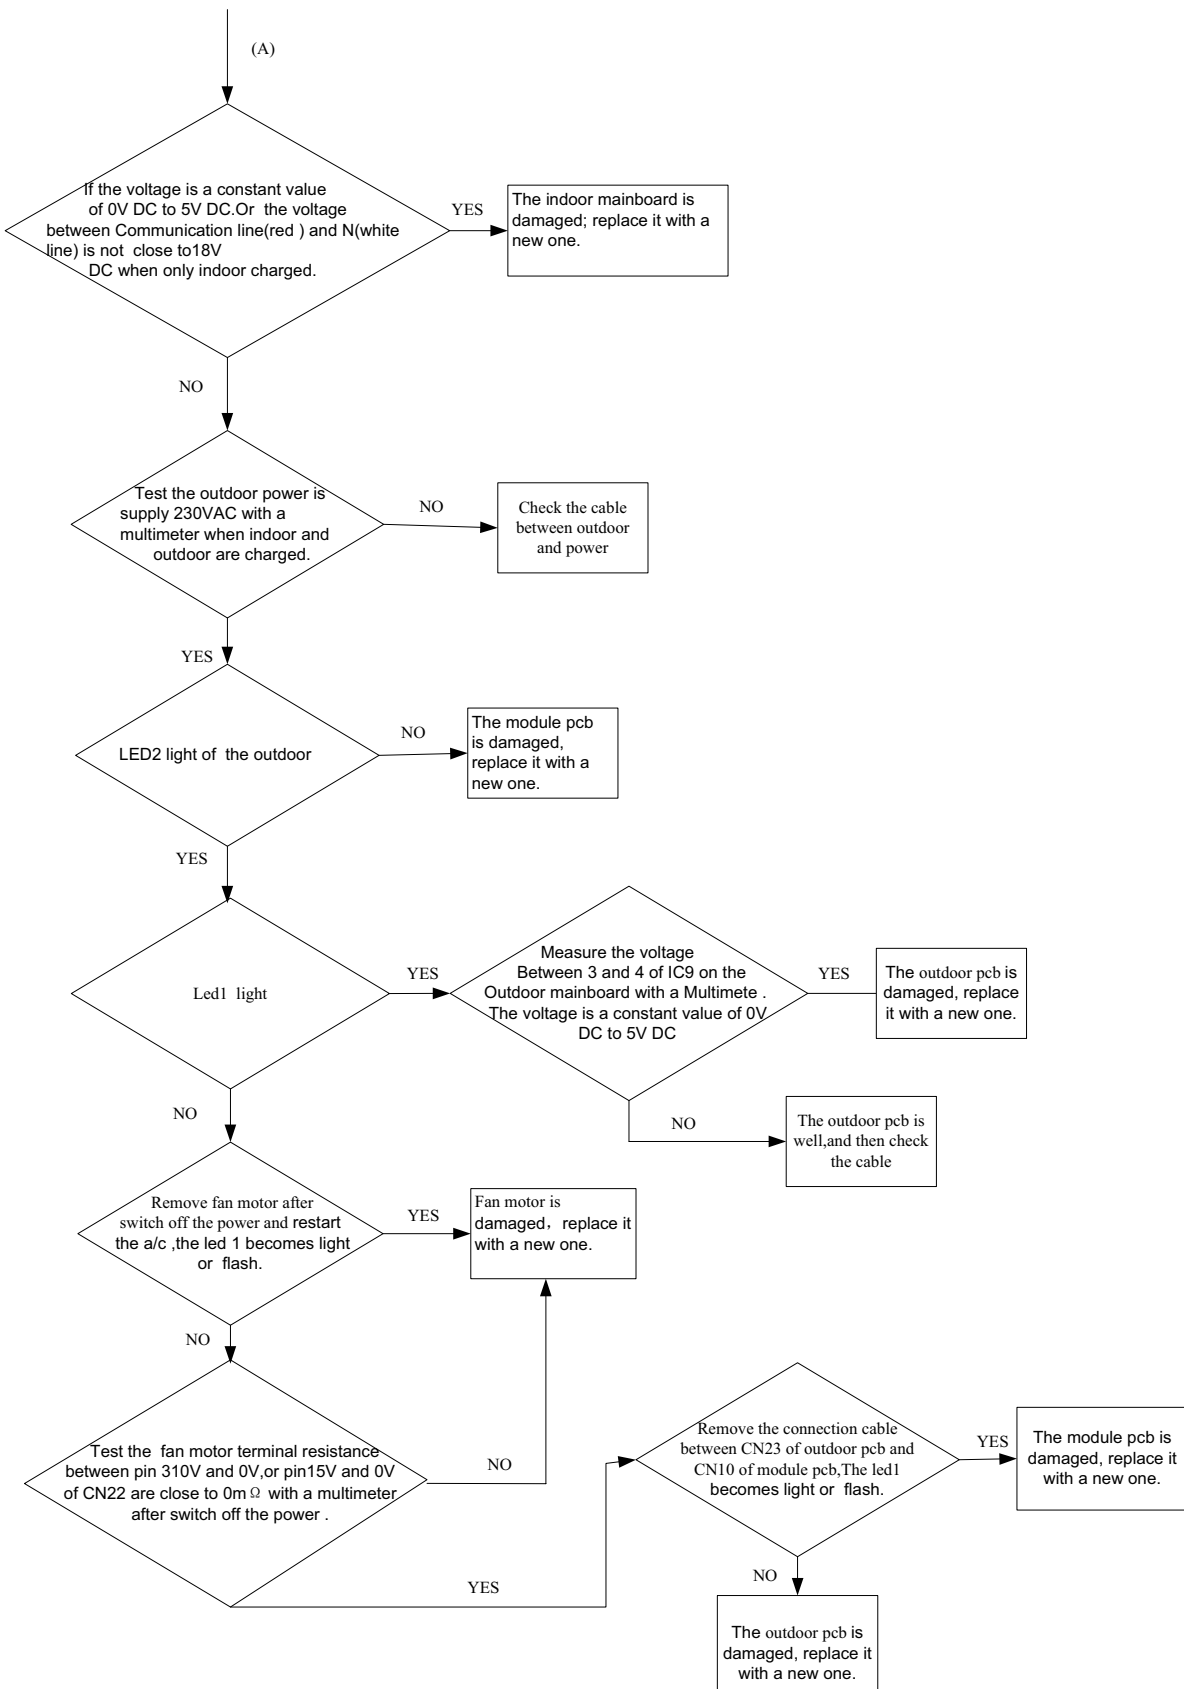 (A)
If the voltage is a constant value
of 0V DC to 5V DC.Or the voltage
between Communication line(red ) and N(white
line) is not close to18V
DC when only indoor charged.
YES
The indoor mainboard is
damaged; replace it with a
new one.
NO
Test the outdoor power is
supply 230VAC with a
multimeter when indoor and
outdoor are charged.
NO
Check the cable
between outdoor
and power
YES
LED2 light of the outdoor
NO
The module pcb
is damaged,
replace it with a
new one.
YES
Led1 light
YES
Measure the voltage
Between 3 and 4 of IC9 on the
Outdoor mainboard with a Multimete .
The voltage is a constant value of 0V
DC to 5V DC
YES
The outdoor pcb is
damaged, replace
it with a new one.
NO
The outdoor pcb is
well,and then check
the cable
NO
Remove fan motor after
switch off the power and restart
the a/c ,the led 1 becomes light
or flash.
YES
Fan motor is
damaged，replace it
with a new one.
NO
Test the fan motor terminal resistance
between pin 310V and 0V,or pin15V and 0V
of CN22 are close to 0mΩ with a multimeter
after switch off the power .
NO
YES
Remove the connection cable
between CN23 of outdoor pcb and
CN10 of module pcb,The led1
becomes light or flash.
YES
The module pcb is
damaged, replace it
with a new one.
NO
The outdoor pcb is
damaged, replace it
with a new one.